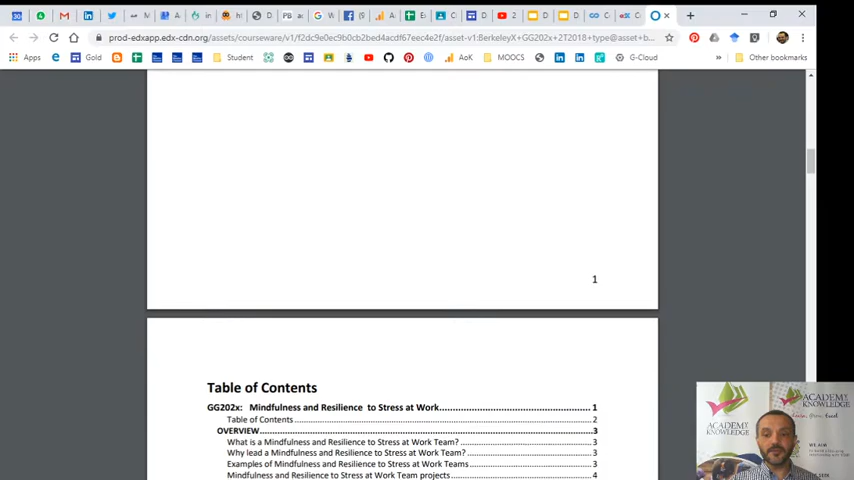 prod-edxapp.edx-cdn.org/assets/courseware/v1/f2dc9e0ec9b0cb2bed4acdf67eec4e2f/asset-v1:BerkeleyX+GG202x+2T2018+type@asset+b...
Apps
Gold
Student
AoK
MOOCS
G-Cloud
»
Other bookmarks
1
Table of Contents
GG202x: Mindfulness and Resilience to Stress at Work 1
Table of Contents 2
OVERVIEW 3
What is a Mindfulness and Resilience to Stress at Work Team? 3
Why lead a Mindfulness and Resilience to Stress at Work Team? 3
Examples of Mindfulness and Resilience to Stress at Work Teams 3
Mindfulness and Resilience to Stress at Work Team projects 4
ACADEMY
KNOWLEDGE
ACADEMY
KNOWLEDGE
WE AIM